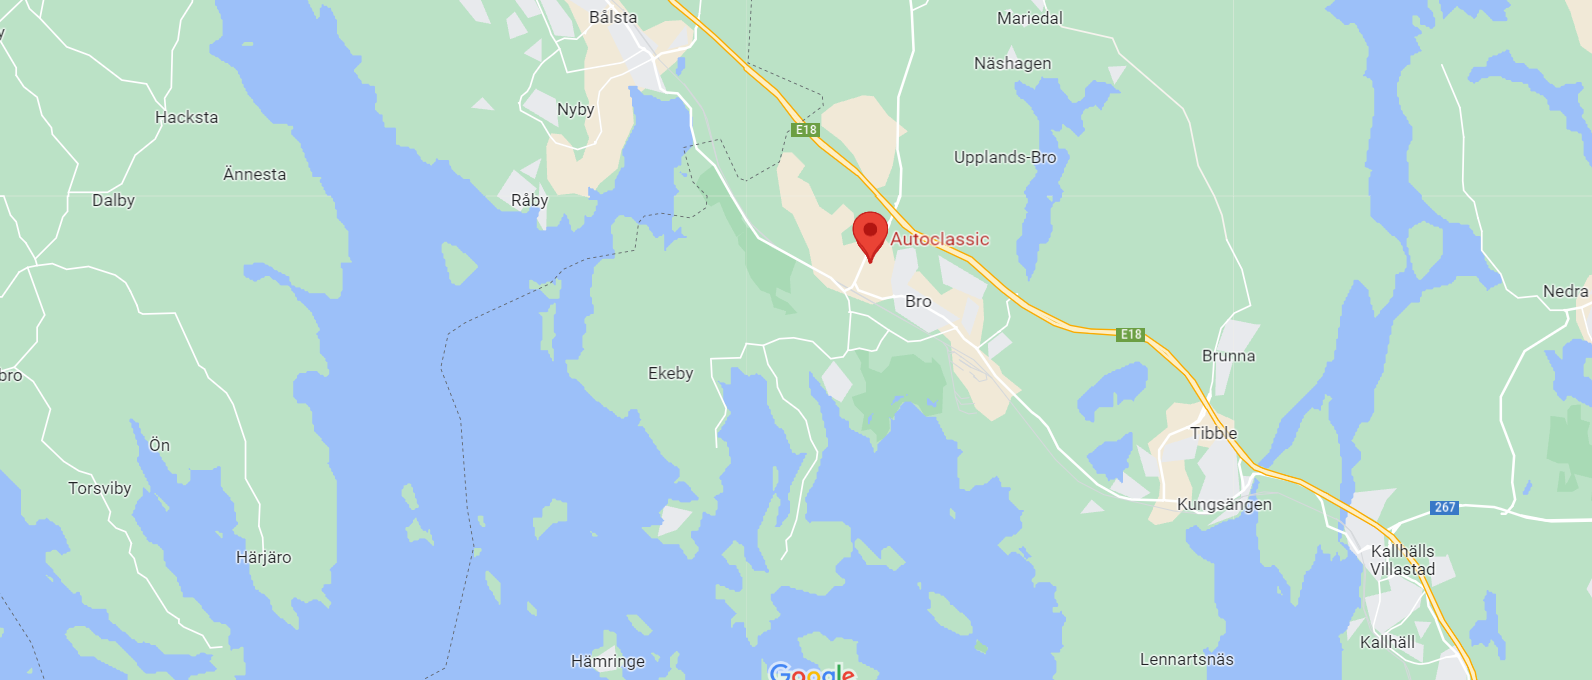 Bålsta
Mariedal
Näshagen
Nyby
Hacksta
E18
Upplands-Bro
Ännesta
Dalby
Råby
Autoclassic
Nedra
Bro
E18
Brunna
Ekeby
bro
Tibble
Ön
Torsviby
Kungsängen
267
Härjäro
Kallhälls
Villastad
Kallhäll
Hämringe
Lennartsnäs
Google